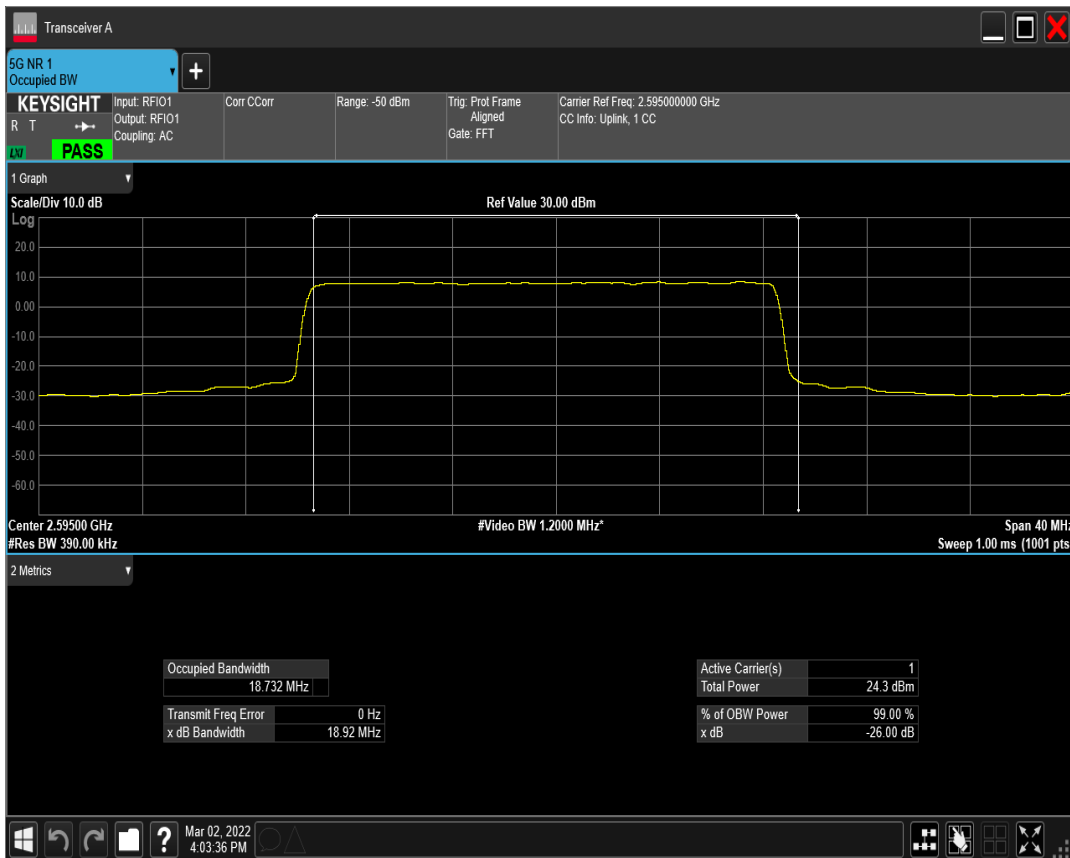 Transceiver A
5G NR 1
Occupied BW
+
KEYSIGHT
R T
LXI
PASS
Input: RFIO1
Output: RFIO1
Coupling: AC
Corr CCorr
Range: -50 dBm
Trig: Prot Frame
Aligned
Gate: FFT
Carrier Ref Freq: 2.595000000 GHz
CC Info: Uplink, 1 CC
1 Graph
Scale/Div 10.0 dB
Ref Value 30.00 dBm
Log
20.0
10.0
0.00
-10.0
-20.0
-30.0
-40.0
-50.0
-60.0
Center 2.59500 GHz
#Video BW 1.2000 MHz*
Span 40 MHz
#Res BW 390.00 kHz
Sweep 1.00 ms (1001 pts
2 Metrics
Occupied Bandwidth
18.732 MHz
Transmit Freq Error 0 Hz
x dB Bandwidth 18.92 MHz
Active Carrier(s) 1
Total Power 24.3 dBm
% of OBW Power 99.00 %
x dB -26.00 dB
?
Mar 02, 2022
4:03:36 PM